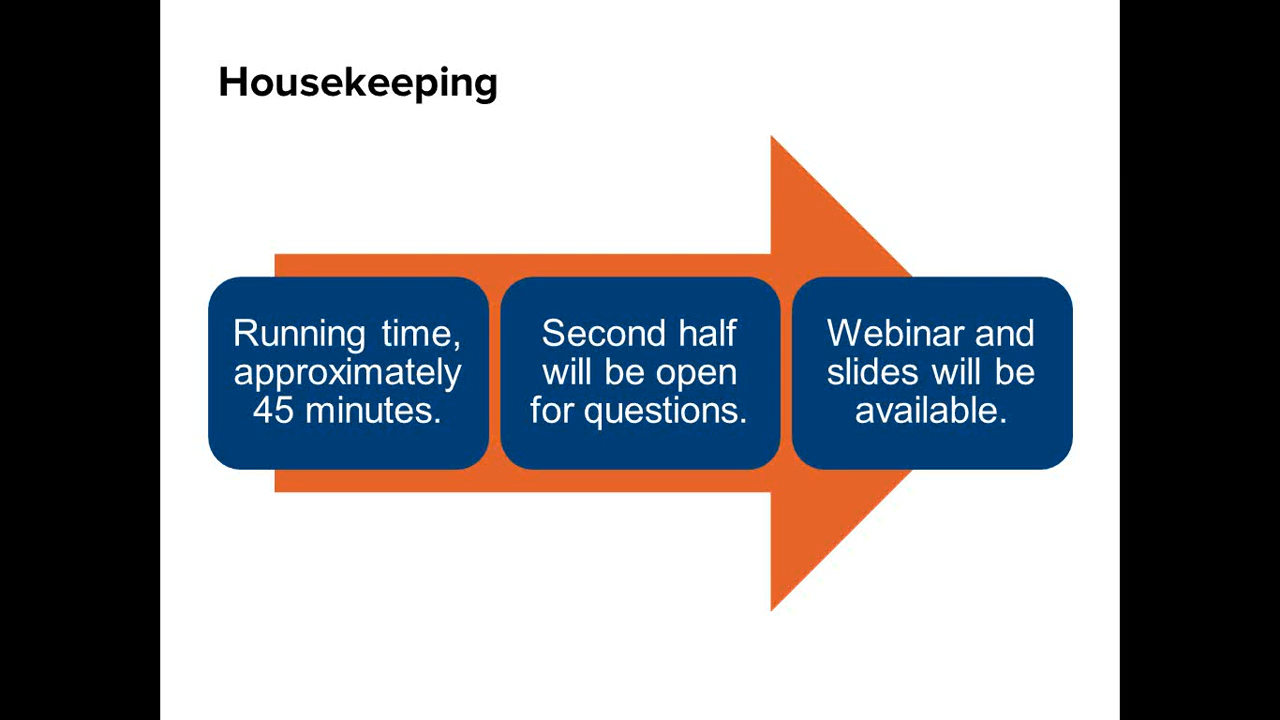 Housekeeping
Running time,
approximately
45 minutes.
Second half
will be open
for questions.
Webinar and
slides will be
available.